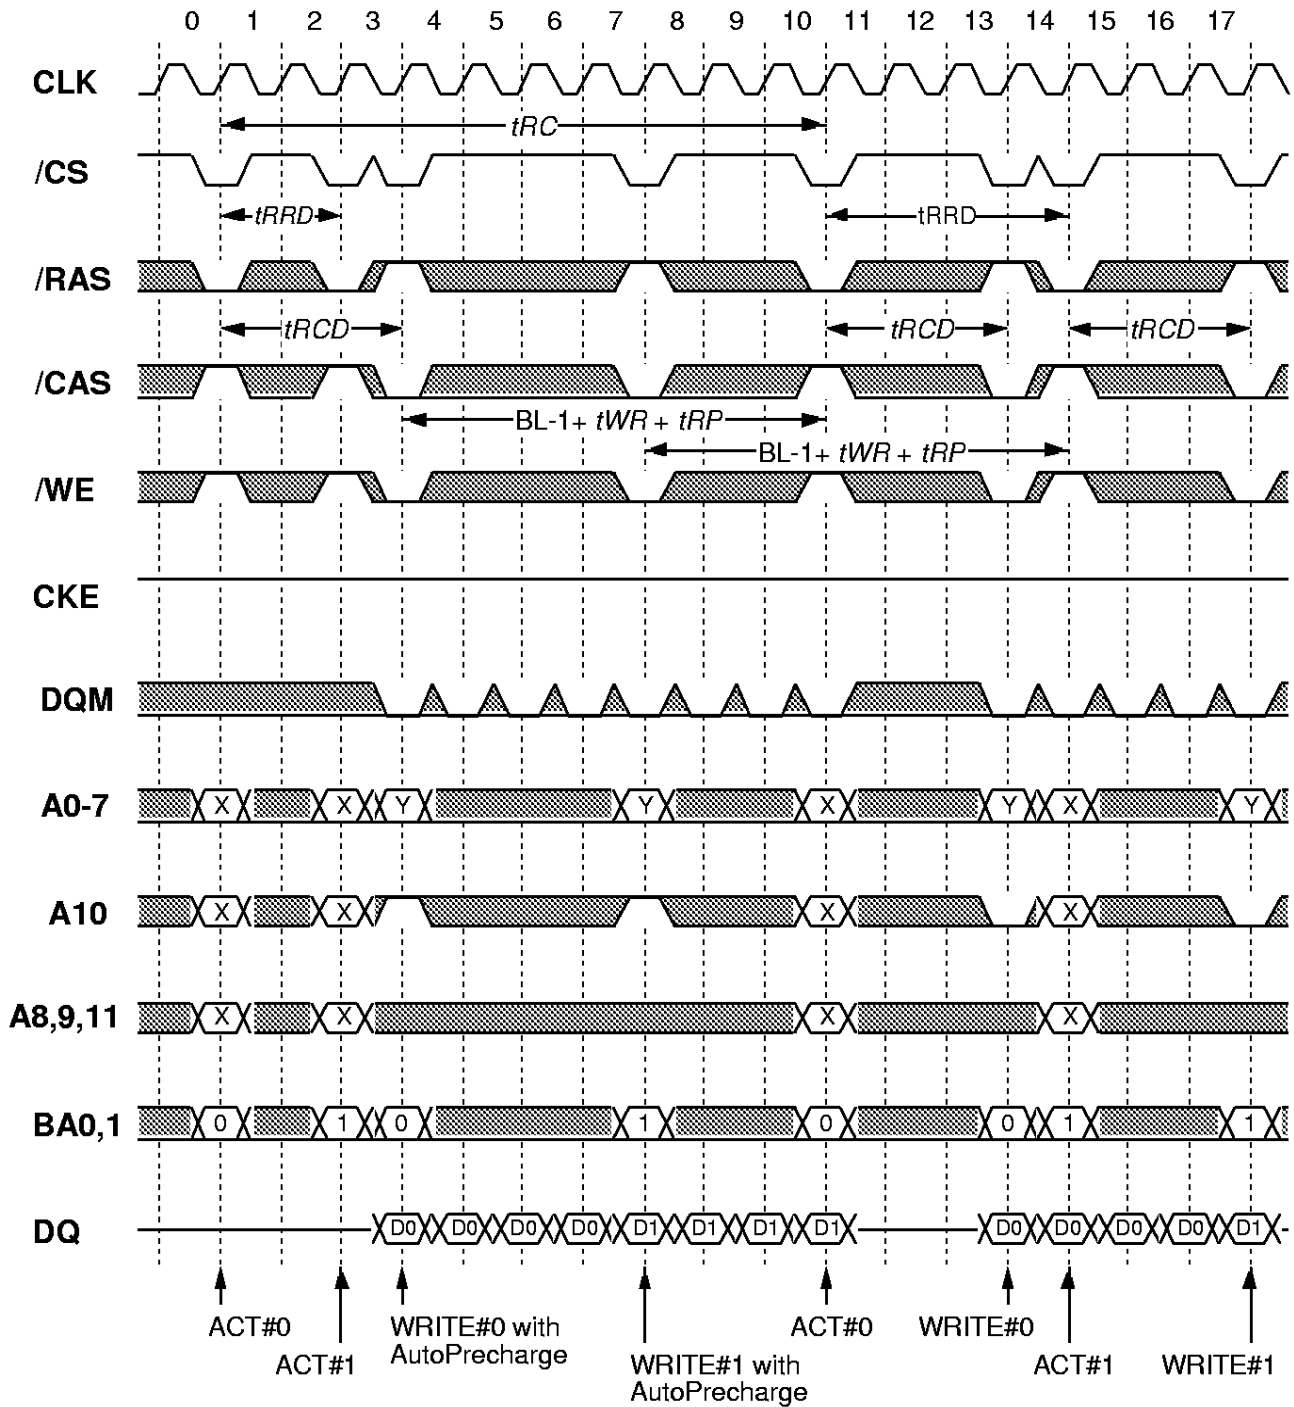 0 1 2 3 4 5 6 7 8 9 10 11 12 13 14 15 16 17
CLK
tRC
/CS
tRRD tRRD
/RAS
tRCD tRCD tRCD
/CAS
BL-1+ tWR + tRP
BL-1+ tWR + tRP
/WE
CKE
DQM
A0-7 X X Y Y X Y X Y
A10 X X X X
A8,9,11 X X X X
BA0,1 0 1 0 1 0 0 1 1
DQ D0 D0 D0 D0 D1 D1 D1 D1 D0 D0 D0 D0 D1
ACT#0 WRITE#0 with ACT#0 WRITE#0
AutoPrecharge
ACT#1 WRITE#1 with ACT#1 WRITE#1
AutoPrecharge